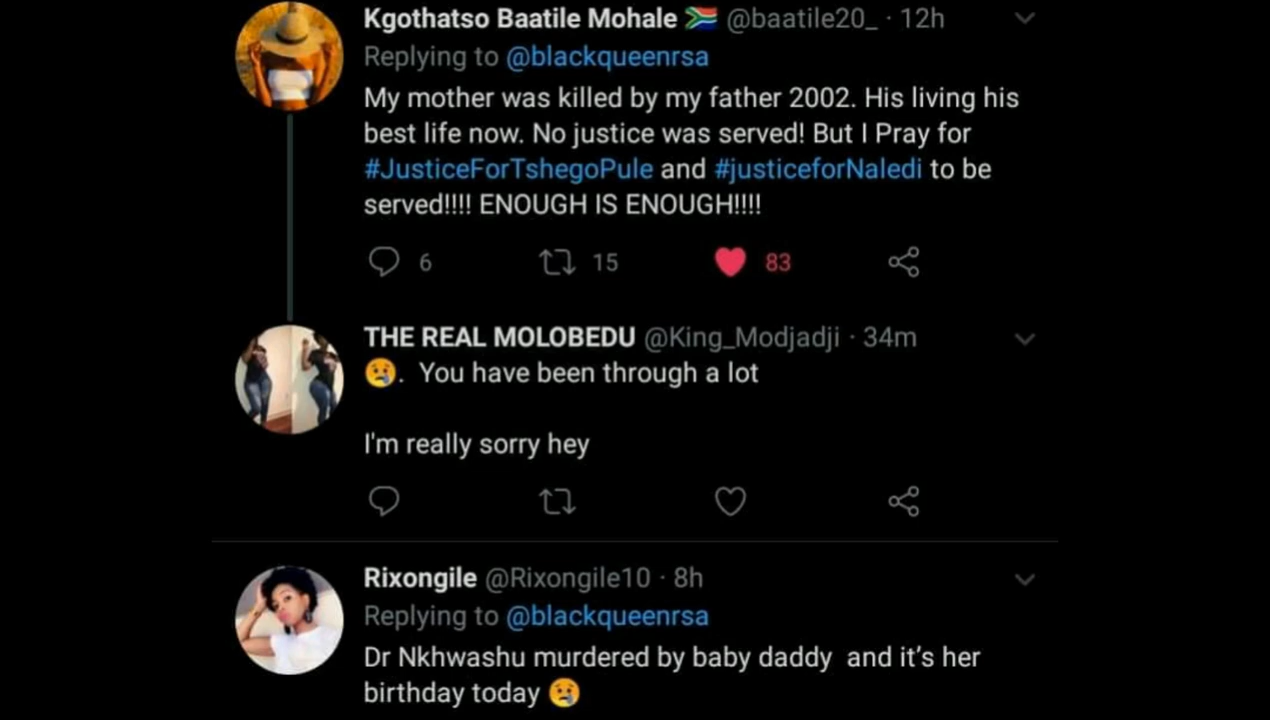 Kgothatso Baatile Mohale 🇿🇦 @baatile20_ · 12h
Replying to @blackqueenrsa
My mother was killed by my father 2002. His living his
best life now. No justice was served! But I Pray for
#JusticeForTshegoPule and #justiceforNaledi to be
served!!!! ENOUGH IS ENOUGH!!!!
6 15 83
THE REAL MOLOBEDU @King_Modjadji · 34m
😢. You have been through a lot
I'm really sorry hey
Rixongile @Rixongile10 · 8h
Replying to @blackqueenrsa
Dr Nkhwashu murdered by baby daddy and it's her
birthday today 😢